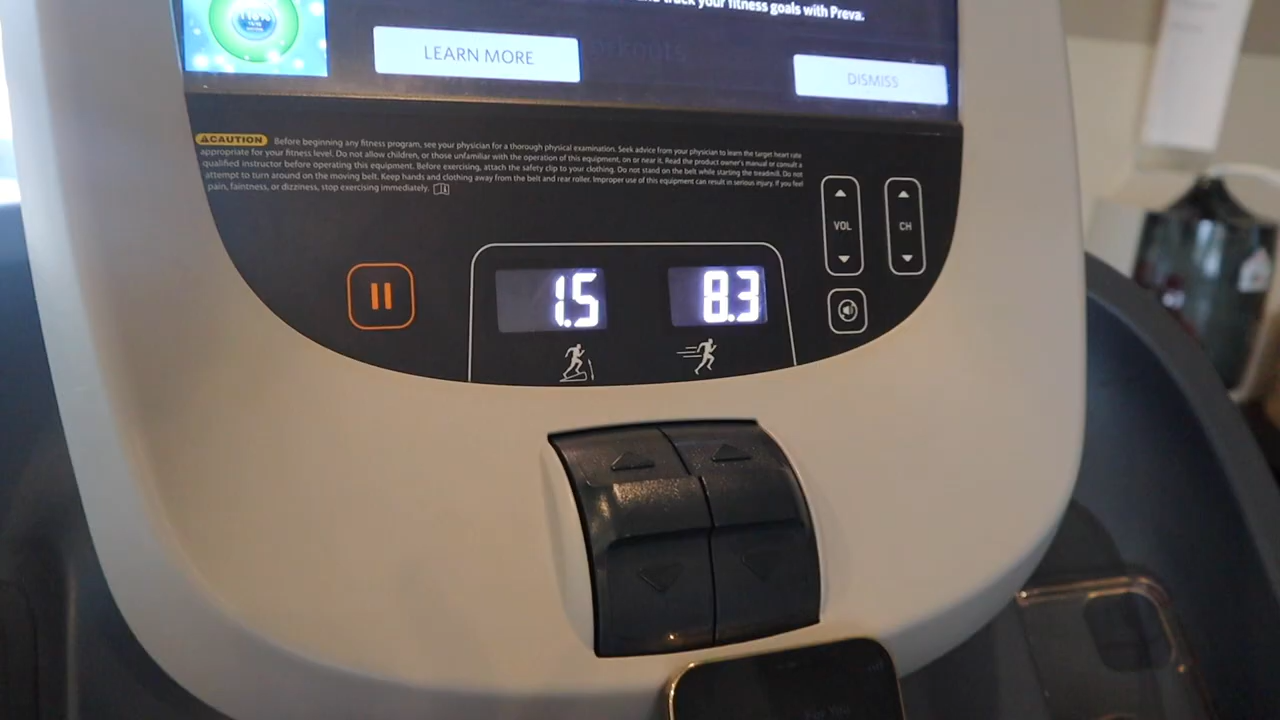 track your fitness goals with Preva.
LEARN MORE
DISMISS
CAUTION Before beginning any fitness program, see your physician for a thorough physical examination. Seek advice from your physician to learn the target heart rate
appropriate for your fitness level. Do not allow children, or those unfamiliar with the operation of this equipment, on or near it. Read the product owner's manual or consult a
qualified instructor before operating this equipment. Before exercising, attach the safety clip to your clothing. Do not stand on the belt while starting the treadmill. Do not
attempt to turn around on the moving belt. Keep hands and clothing away from the belt and rear roller. Improper use of this equipment can result in serious injury. If you feel
pain, faintness, or dizziness, stop exercising immediately.
VOL
CH
1.5
8.3
For You